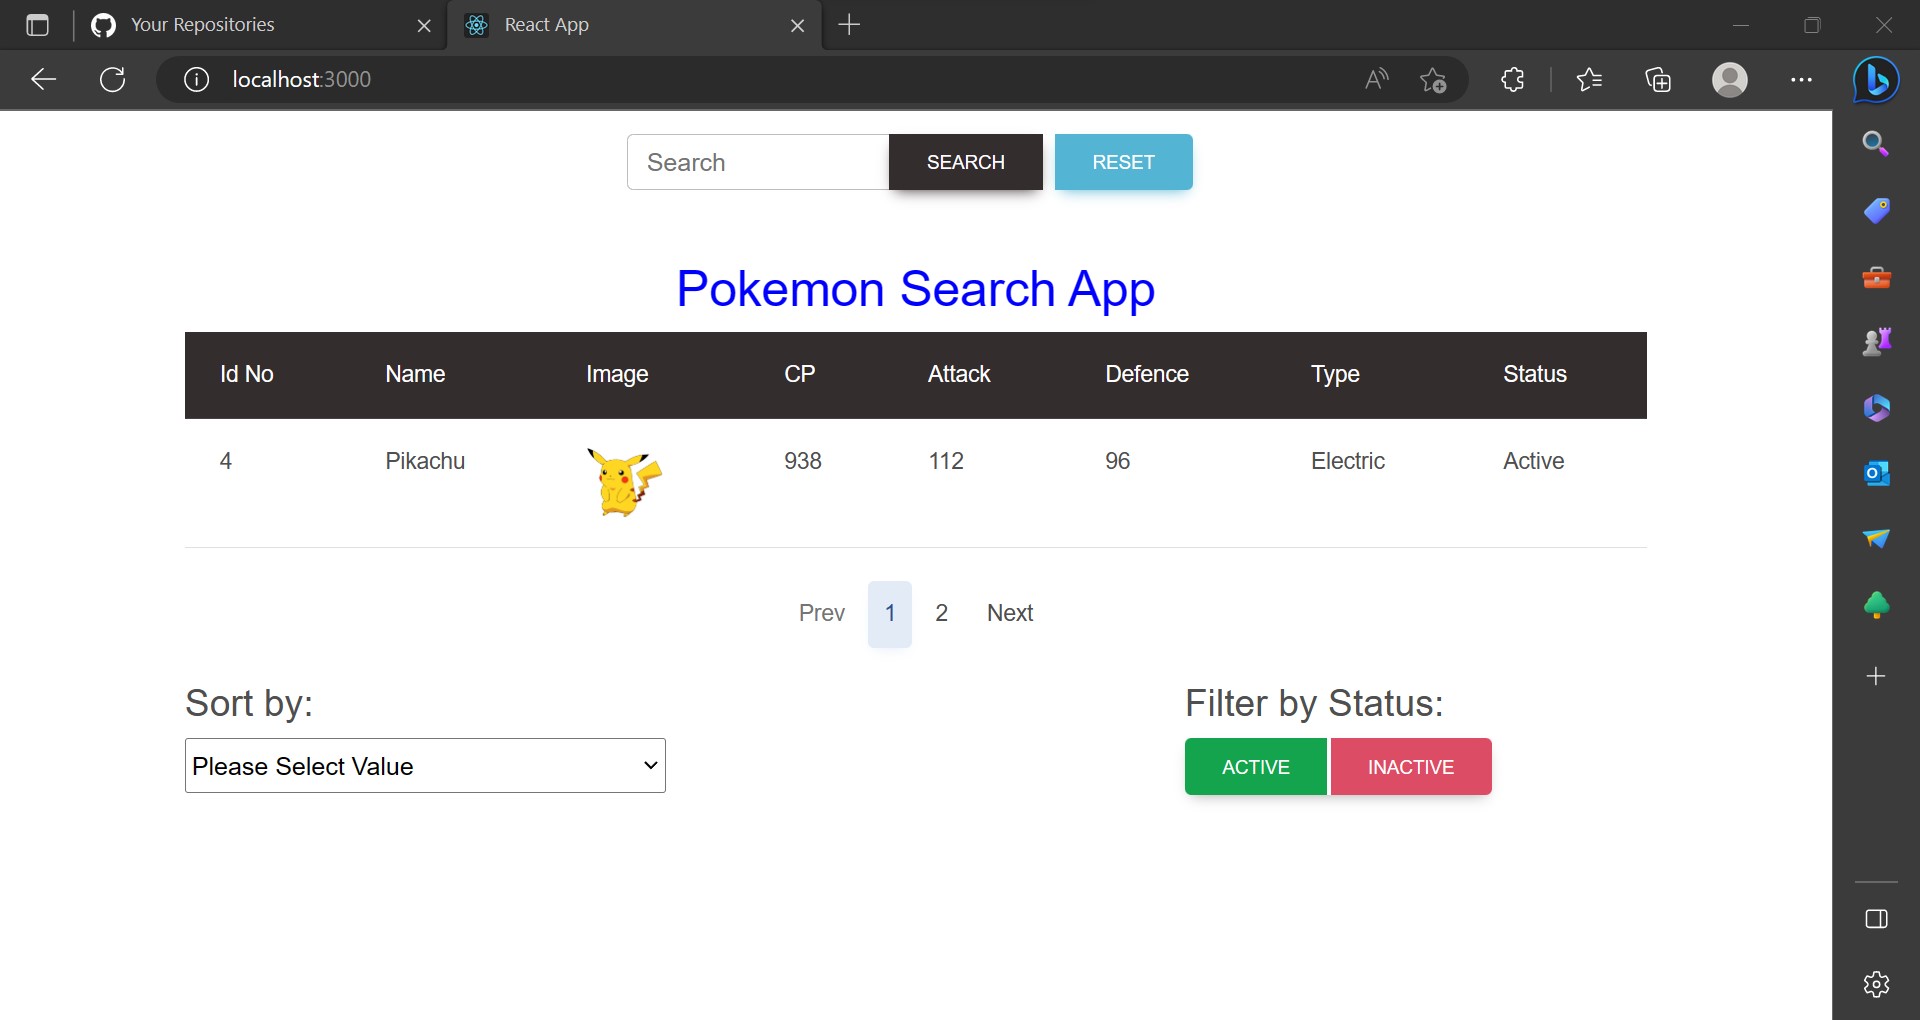 Your Repositories
React App
localhost:3000
Search SEARCH RESET
Pokemon Search App
Id No Name Image CP Attack Defence Type Status
4 Pikachu 938 112 96 Electric Active
Prev 1 2 Next
Sort by: Filter by Status:
Please Select Value ACTIVE INACTIVE